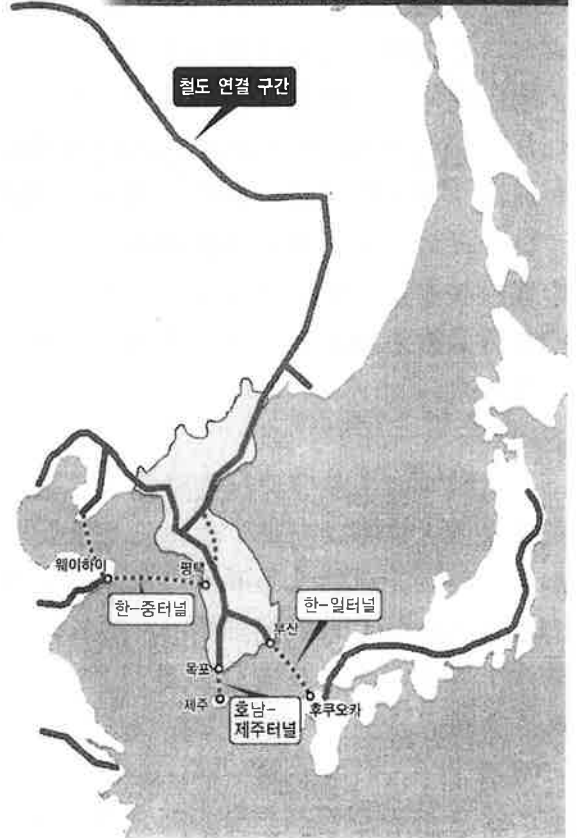 철도 연결 구간
웨이하이
평택
한-중터널
한-일터널
부산
목포
제주
호남-
제주터널
후쿠오카